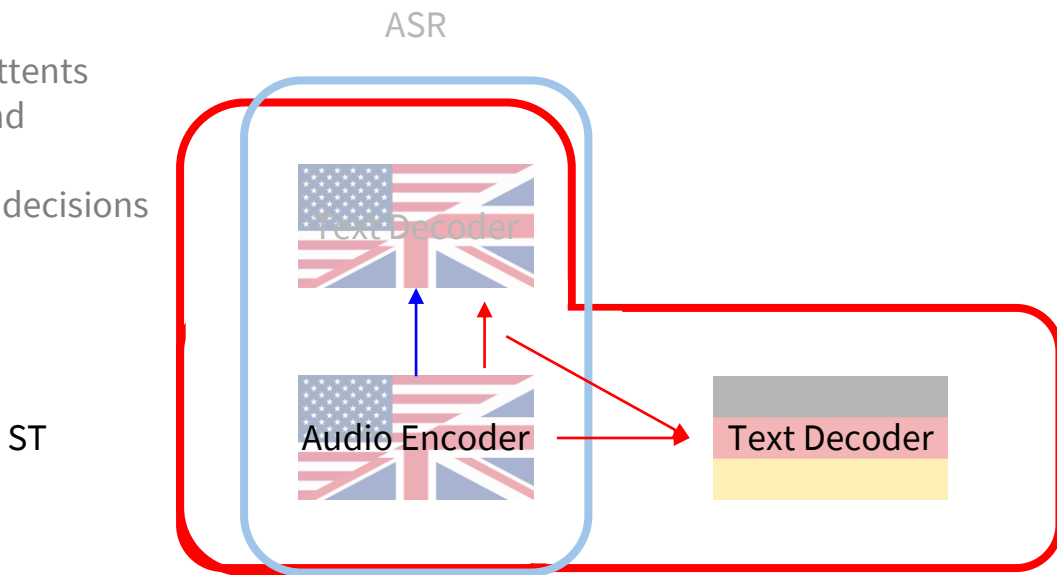 ASR
ttents
nd
decisions
Text Decoder
ST
Audio Encoder
Text Decoder